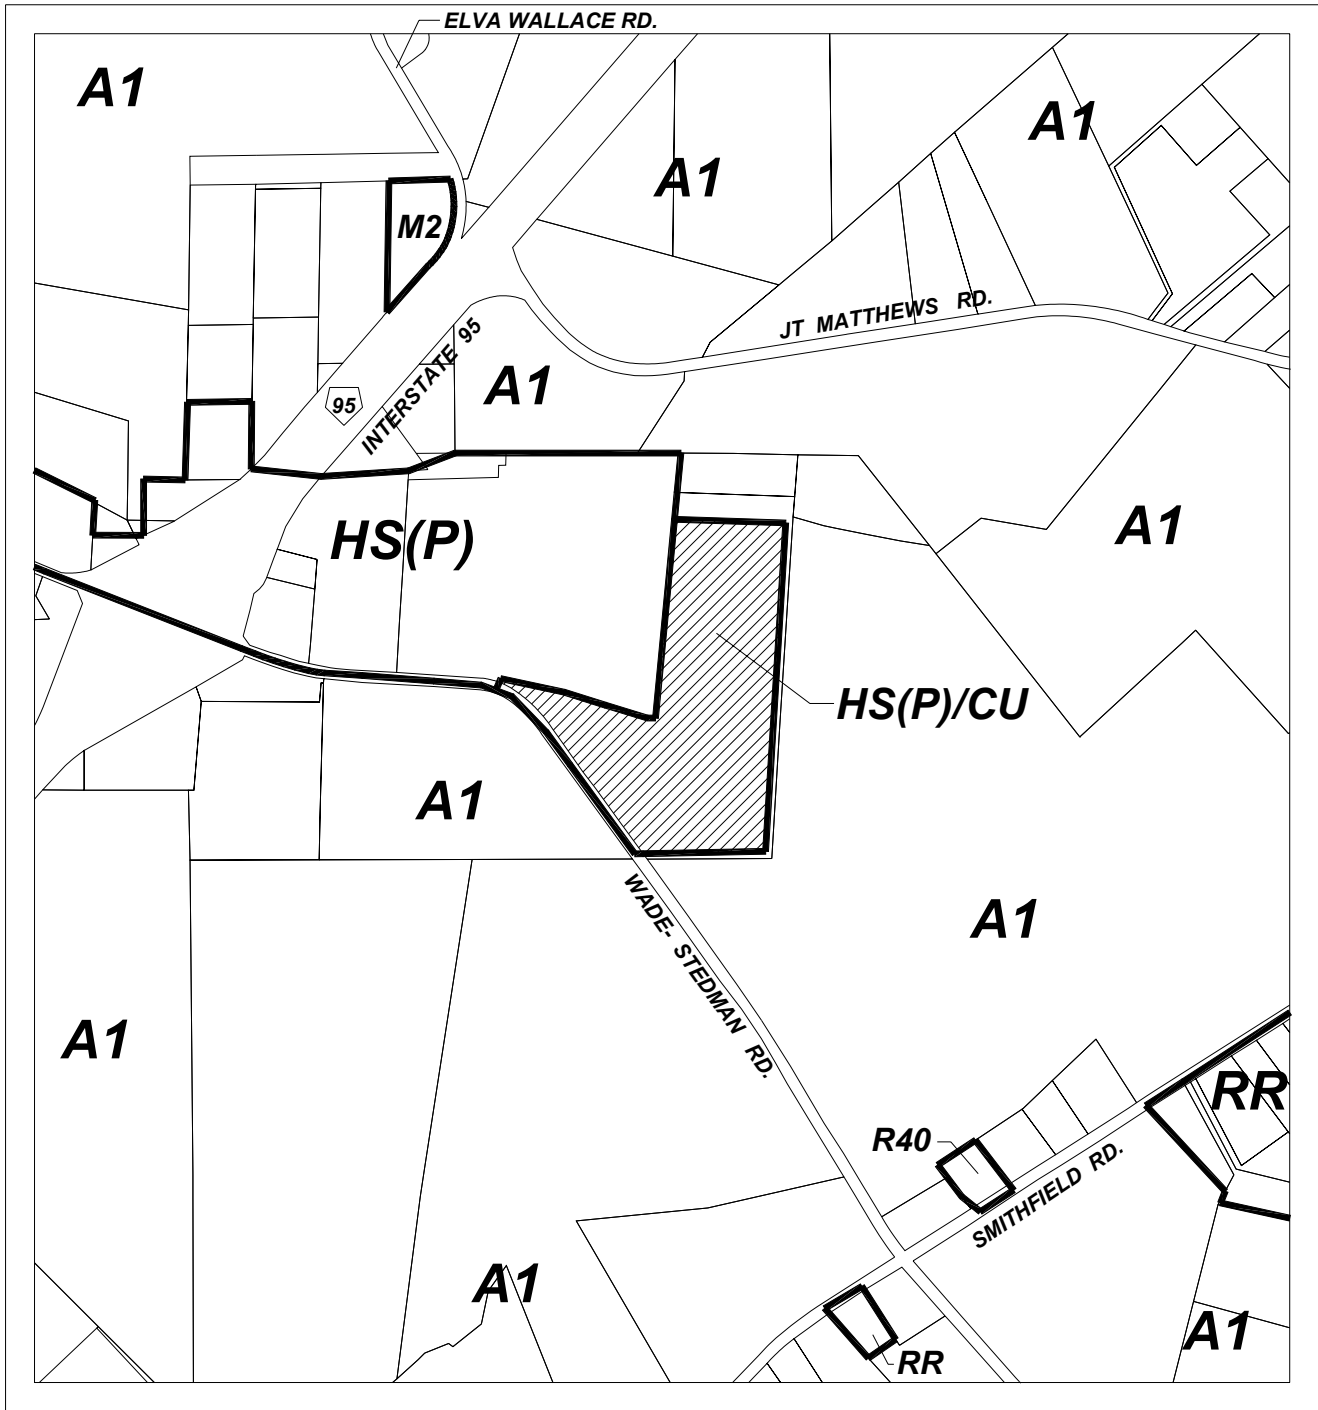 ELVA WALLACE RD.
A1
A1
A1
M2
JT MATTHEWS RD.
INTERSTATE 95
95
A1
HS(P)
A1
HS(P)/CU
A1
WADE- STEDMAN RD.
A1
A1
RR
R40
SMITHFIELD RD.
A1
A1
RR